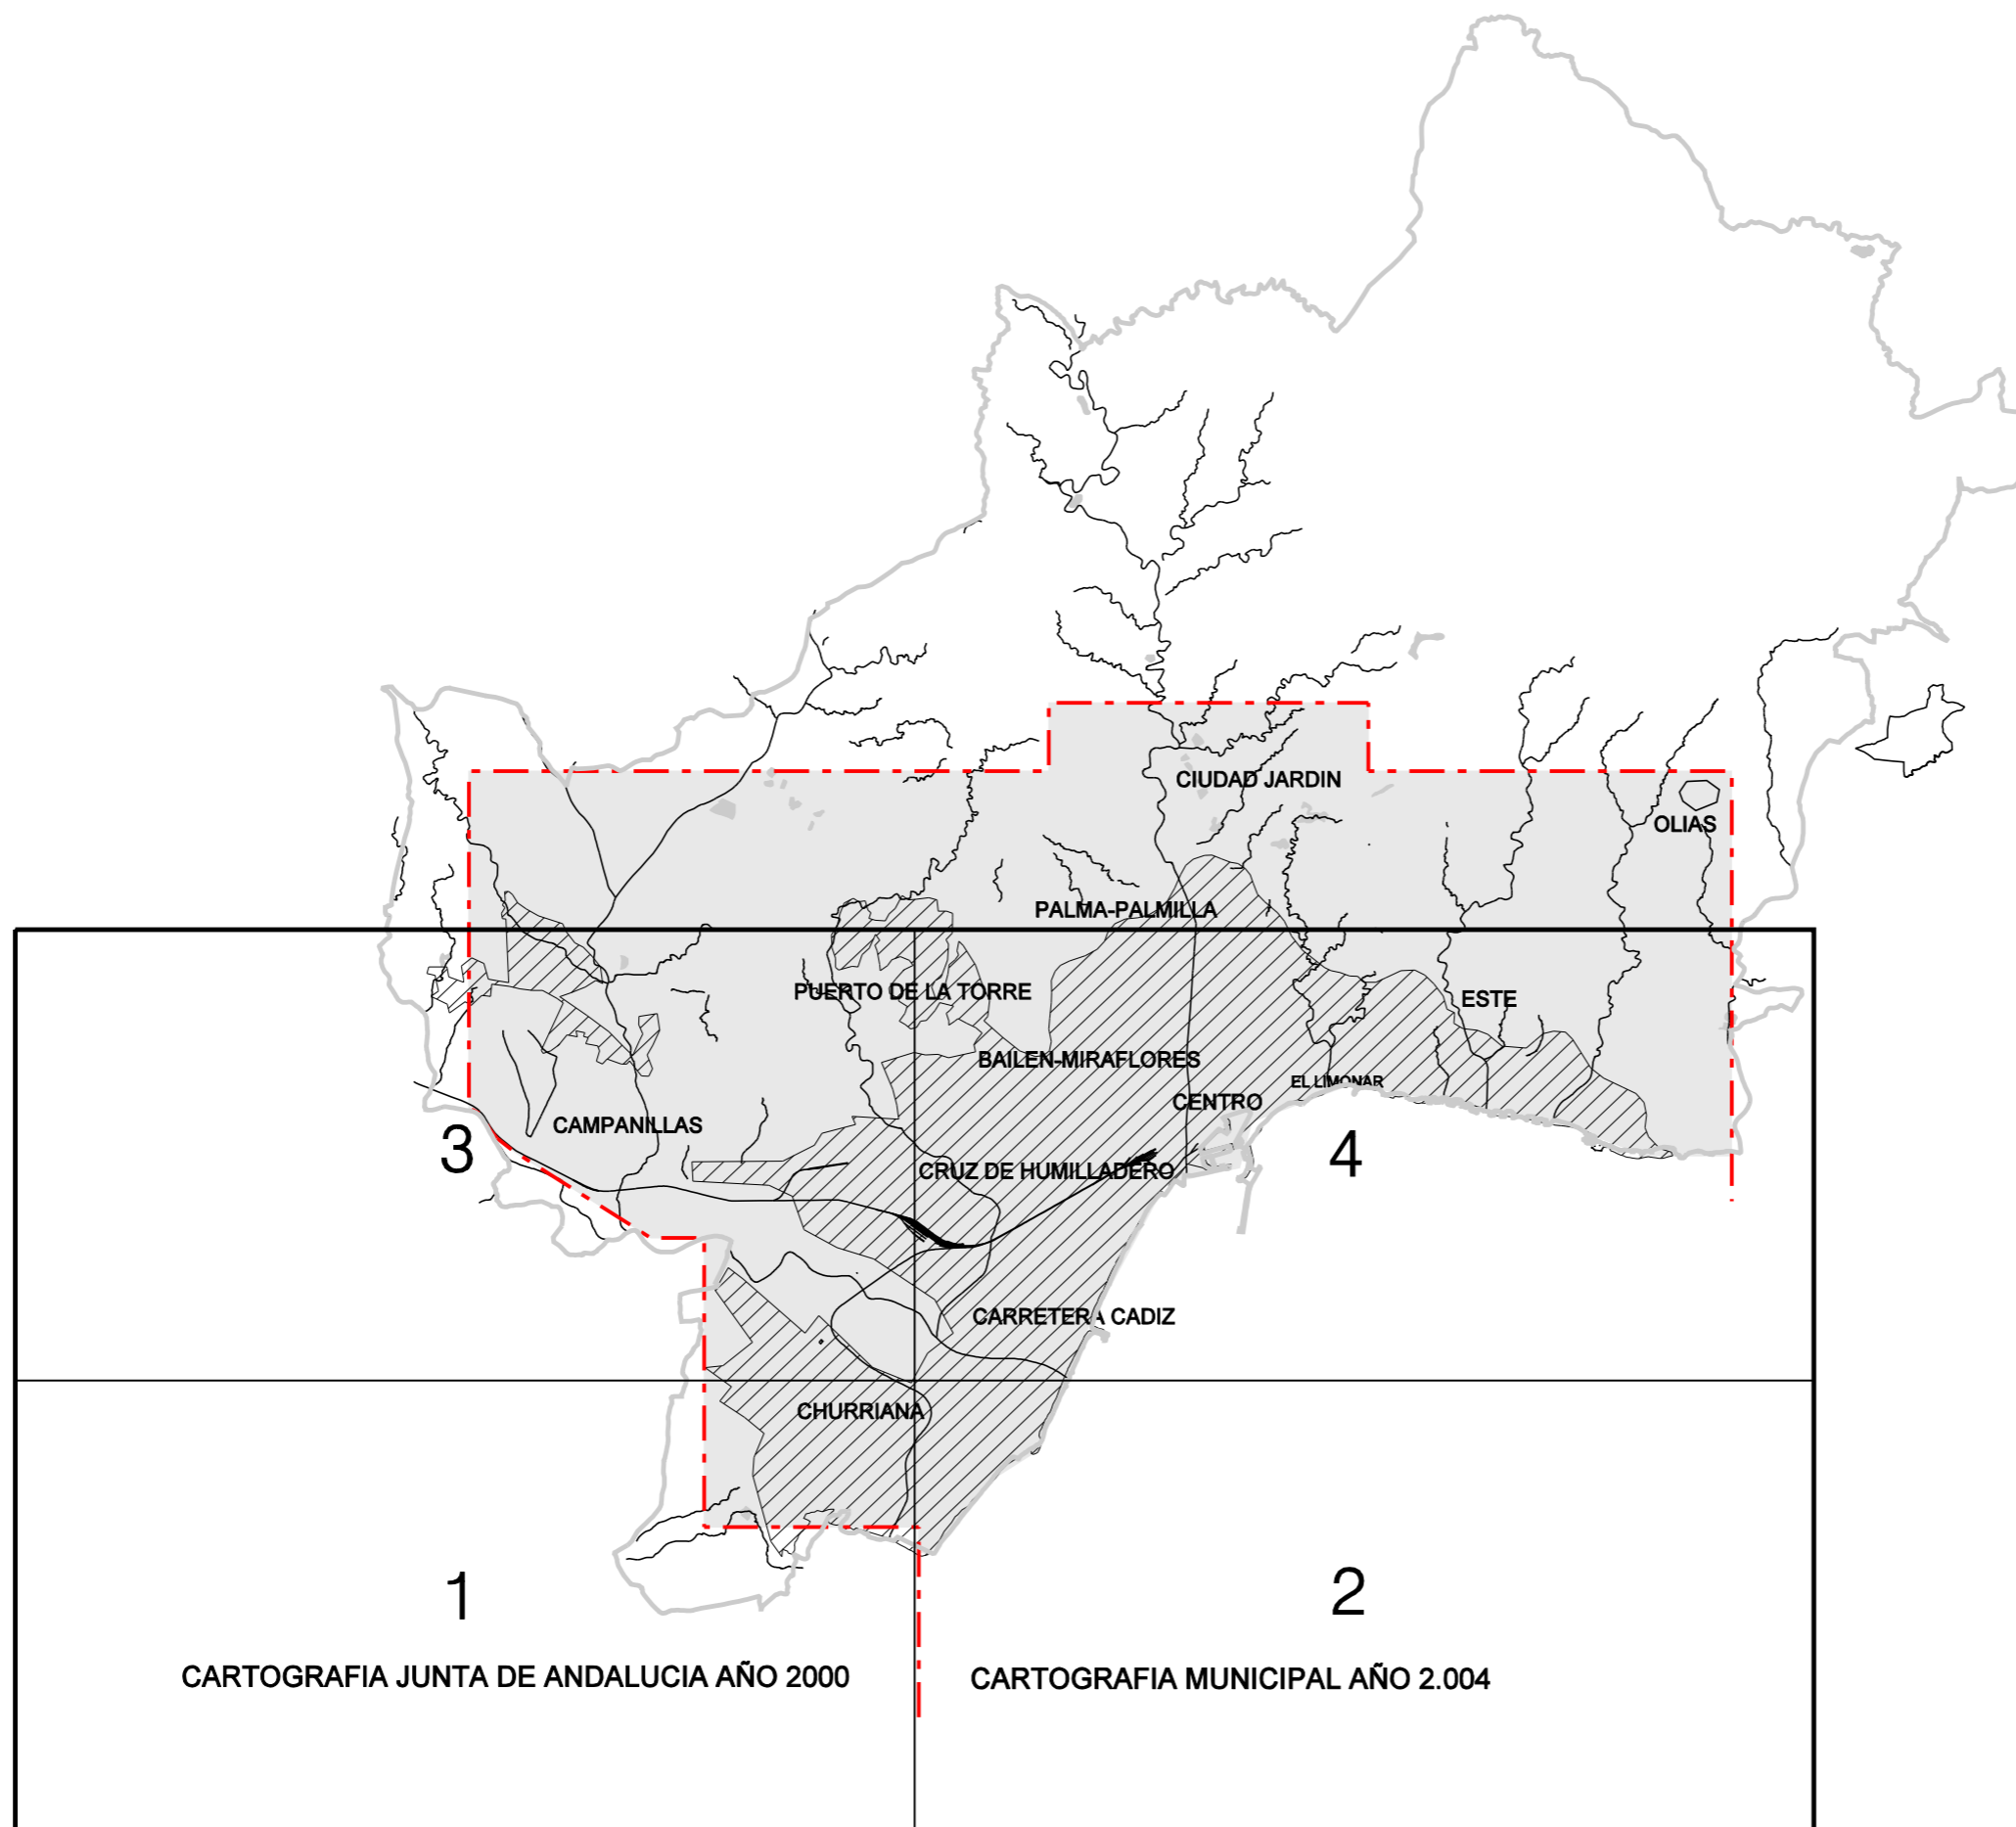 CIUDAD JARDIN
OLIAS
PALMA-PALMILLA
PUERTO DE LA TORRE
ESTE
BAILEN-MIRAFLORES
EL LIMONAR
CENTRO
CAMPANILLAS
3
4
CRUZ DE HUMILLADERO
CARRETERA CADIZ
CHURRIANA
1
2
CARTOGRAFIA JUNTA DE ANDALUCIA AÑO 2000
CARTOGRAFIA MUNICIPAL AÑO 2.004